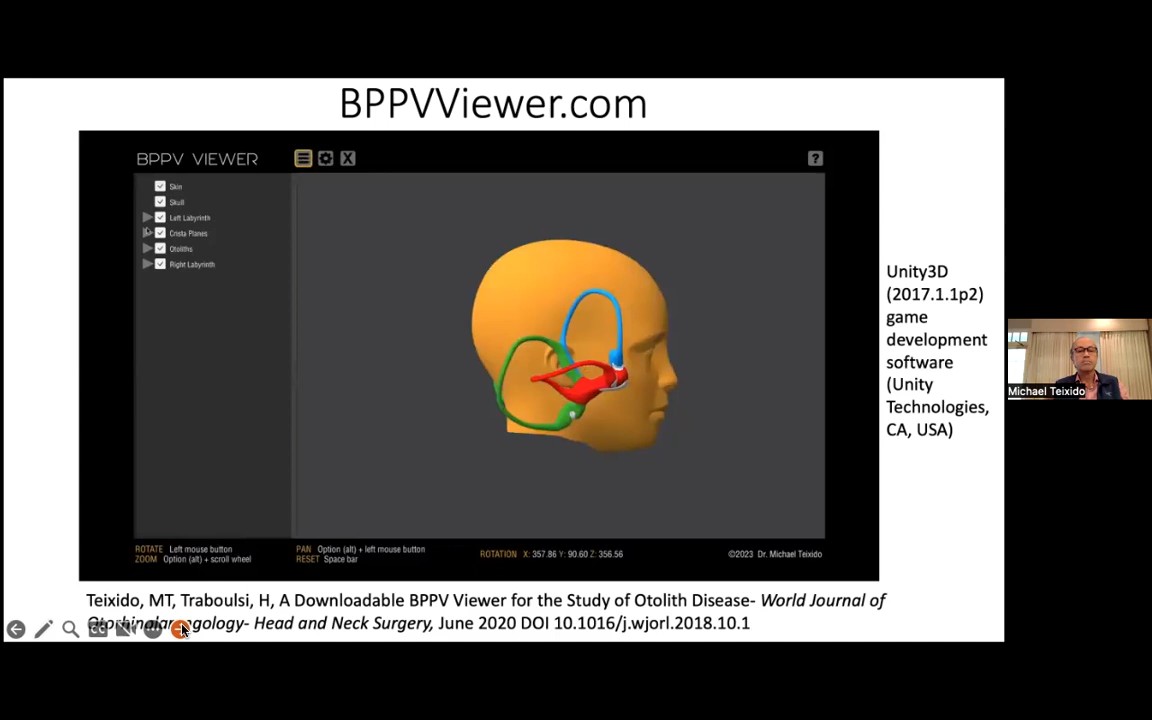 BPPVViewer.com
BPPV VIEWER
X
?
Skin
Skull
Left Labyrinth
Crista Planes
Otoliths
Right Labyrinth
ROTATE Left mouse button
ZOOM Option (alt) + scroll wheel
PAN Option (alt) + left mouse button
RESET Space bar
ROTATION X: 357.86 Y: 90.60 Z: 356.56
©2023 Dr. Michael Teixido
Unity3D
(2017.1.1p2)
game
development
software
(Unity
Technologies,
CA, USA)
Michael Teixido
Teixido, MT, Traboulsi, H, A Downloadable BPPV Viewer for the Study of Otolith Disease- World Journal of
Head and Neck Surgery, June 2020 DOI 10.1016/j.wjorl.2018.10.1
CC